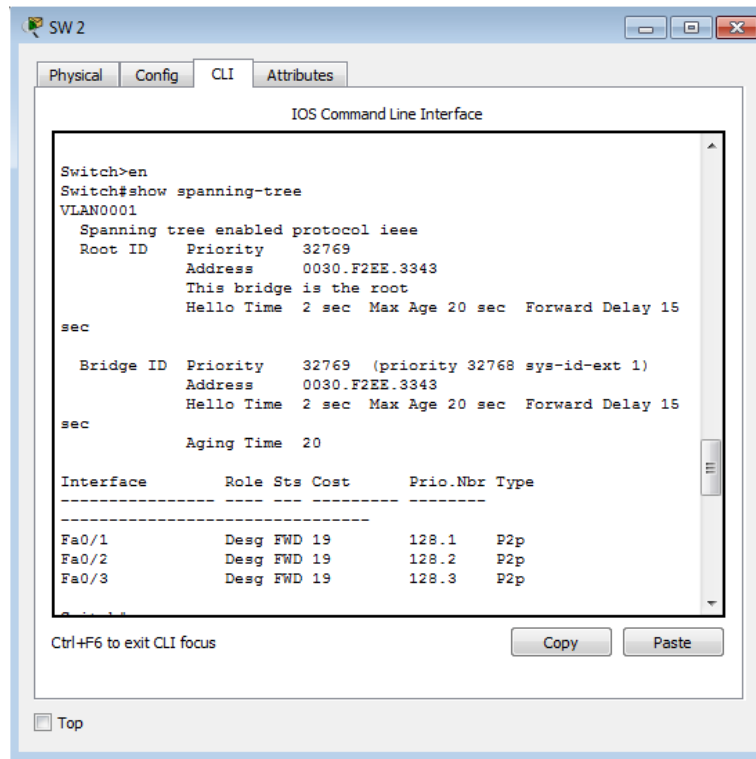 SW 2
Physical Config CLI Attributes
IOS Command Line Interface
Switch>en
Switch#show spanning-tree
VLAN0001
  Spanning tree enabled protocol ieee
  Root ID    Priority    32769
             Address     0030.F2EE.3343
             This bridge is the root
             Hello Time  2 sec  Max Age 20 sec  Forward Delay 15
sec
  Bridge ID  Priority    32769  (priority 32768 sys-id-ext 1)
             Address     0030.F2EE.3343
             Hello Time  2 sec  Max Age 20 sec  Forward Delay 15
sec
             Aging Time  20
Interface        Role Sts Cost      Prio.Nbr Type
---------------- ---- --- --------- --------
--------------------------------
Fa0/1            Desg FWD 19        128.1    P2p
Fa0/2            Desg FWD 19        128.2    P2p
Fa0/3            Desg FWD 19        128.3    P2p
Ctrl+F6 to exit CLI focus
Copy Paste
Top